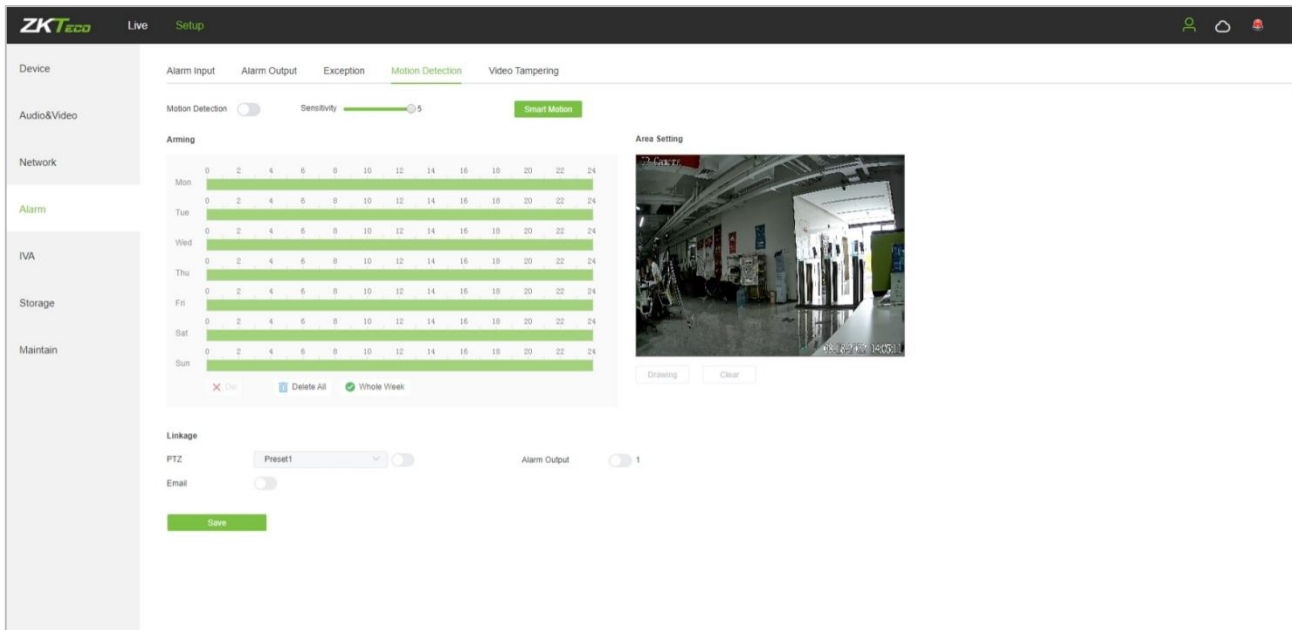 ZKTECO Live Setup
Device
Audio&Video
Network
Alarm
IVA
Storage
Maintain
Alarm Input Alarm Output Exception Motion Detection Video Tampering
Motion Detection Sensitivity 5 Smart Motion
Arming
0 2 4 6 8 10 12 14 16 18 20 22 24
Mon
0 2 4 6 8 10 12 14 16 18 20 22 24
Tue
0 2 4 6 8 10 12 14 16 18 20 22 24
Wed
0 2 4 6 8 10 12 14 16 18 20 22 24
Thu
0 2 4 6 8 10 12 14 16 18 20 22 24
Fri
0 2 4 6 8 10 12 14 16 18 20 22 24
Sat
0 2 4 6 8 10 12 14 16 18 20 22 24
Sun
Del Delete All Whole Week
Area Setting
Drawing Clear
Linkage
PTZ Preset1 Alarm Output 1
Email
Save